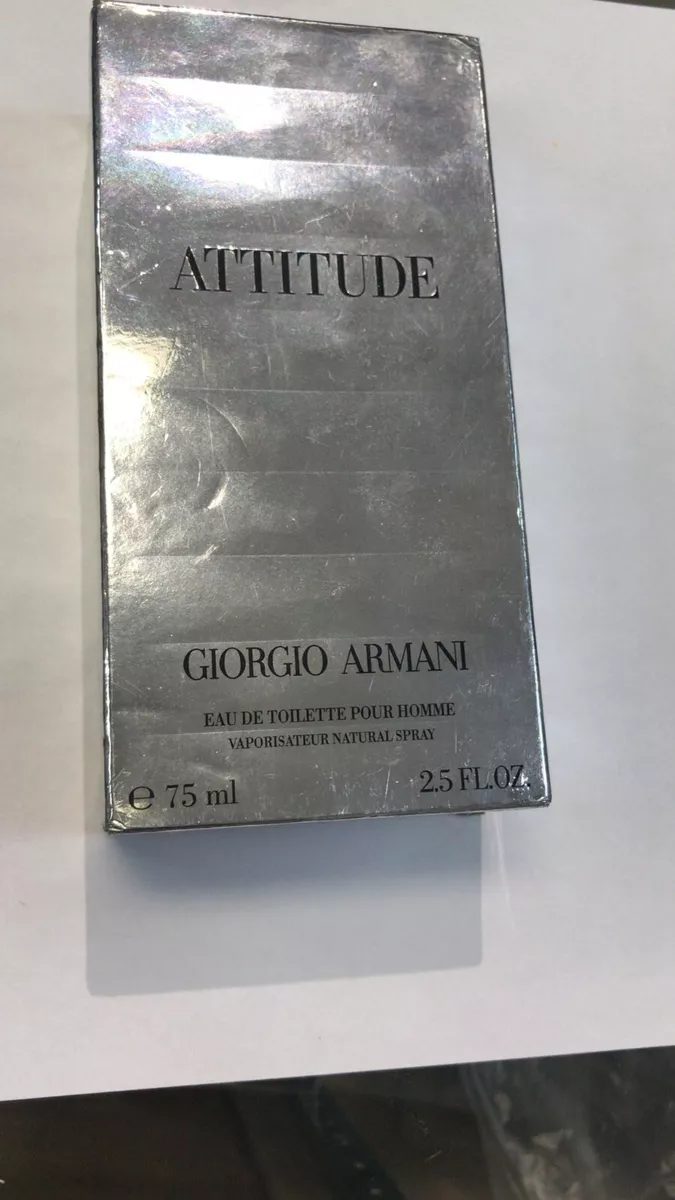 ATTITUDE
GIORGIO ARMANI
EAU DE TOILETTE POUR HOMME
VAPORISATEUR NATURAL SPRAY
℮ 75 ml 2.5 FL.OZ.